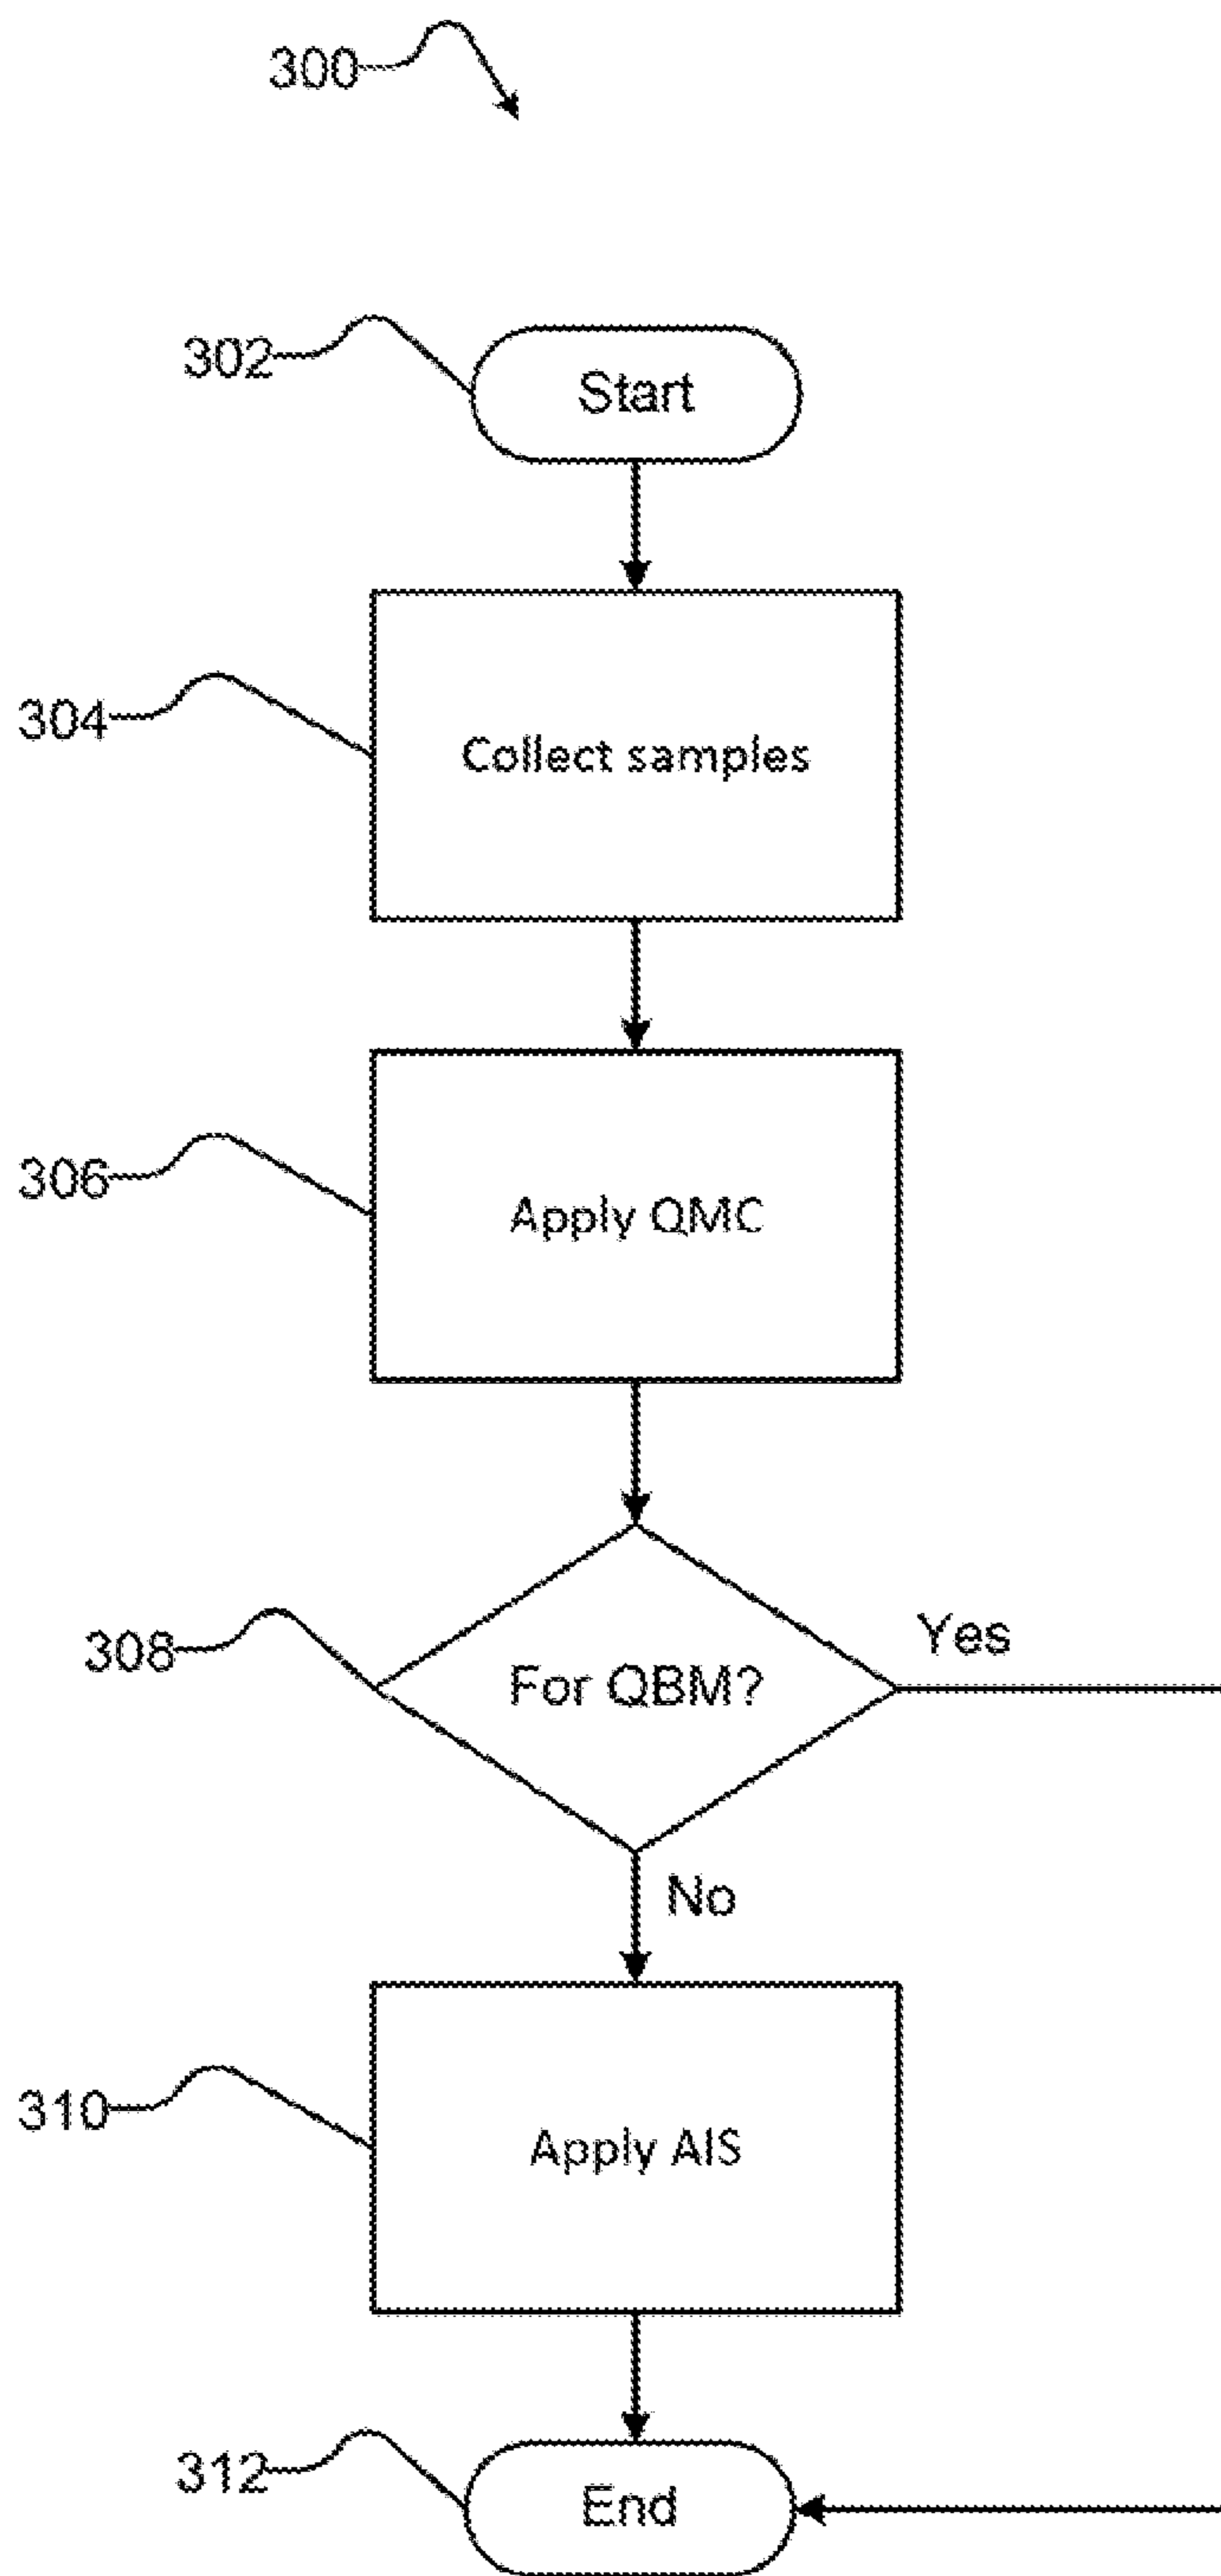 300
302
Start
304
Collect samples
306
Apply QMC
308
For QBM?
Yes
No
310
Apply AIS
312
End